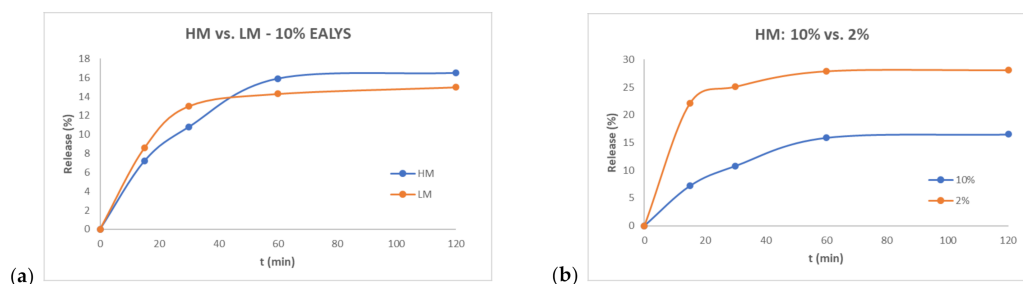 HM vs. LM - 10% EALYS
Release (%)
18
16
14
12
10
8
6
4
2
0
HM
LM
0 20 40 60 80 100 120
t (min)
(a)
HM: 10% vs. 2%
Release (%)
30
25
20
15
10
5
0
10%
2%
0 20 40 60 80 100 120
t (min)
(b)